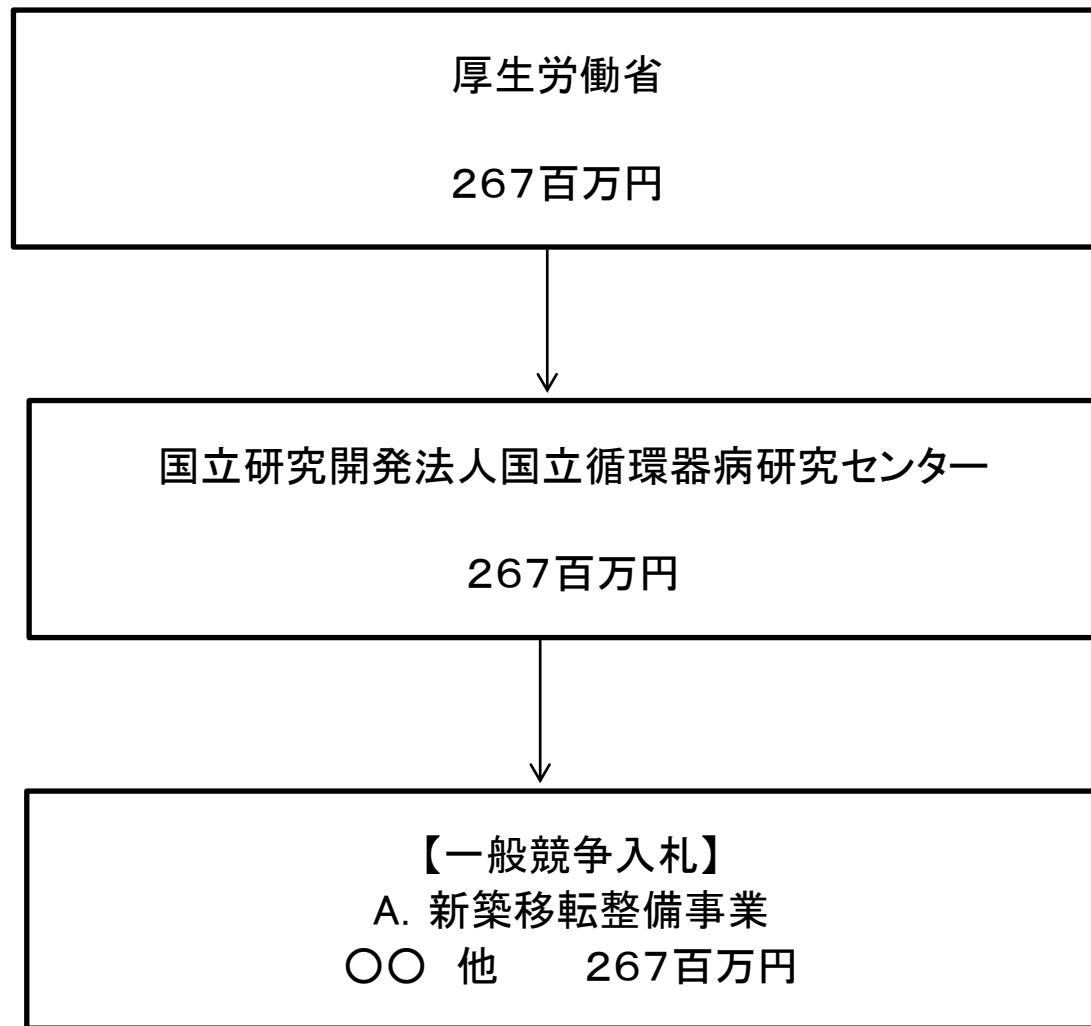 厚生労働省
２６７百万円
国立研究開発法人国立循環器病研究センター
２６７百万円
【一般競争入札】
A. 新築移転整備事業
〇〇　他　　２６７百万円